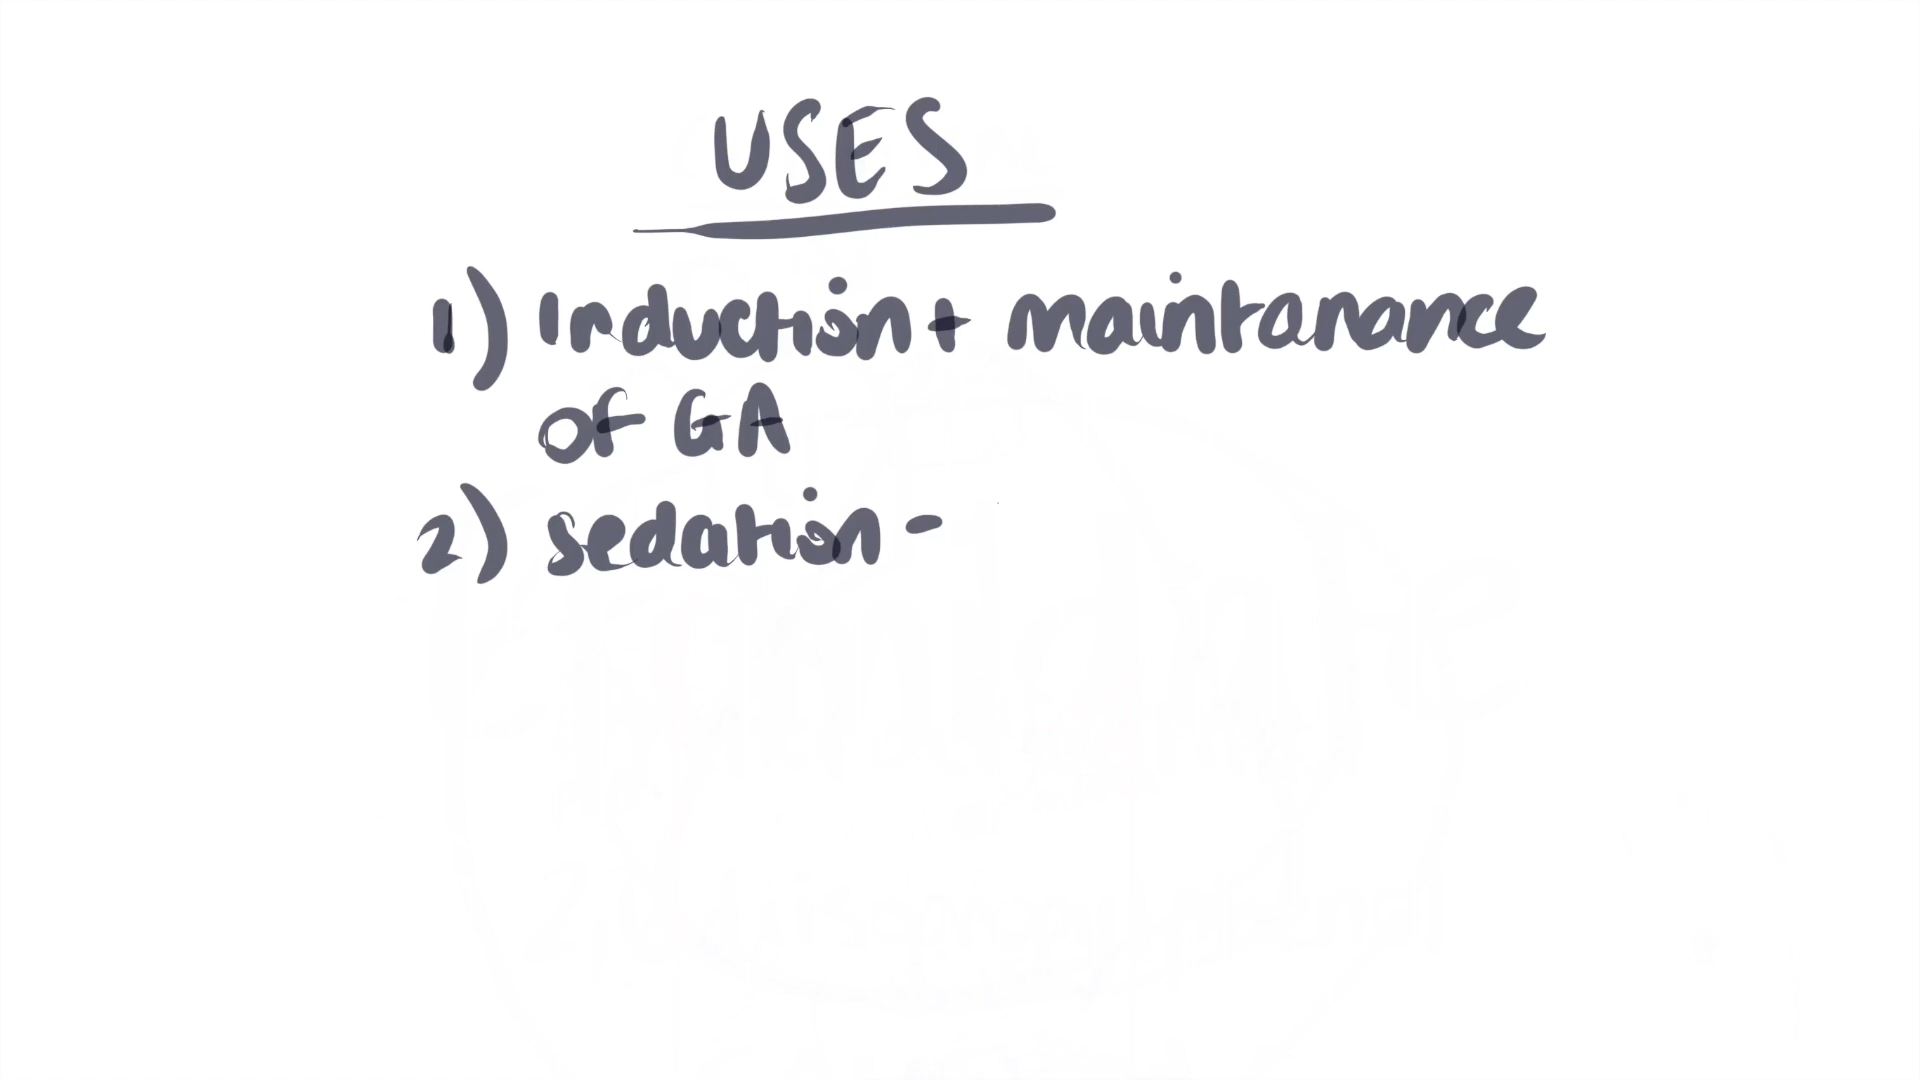 USES
1) Induction + maintanance
of GA
2) sedation -